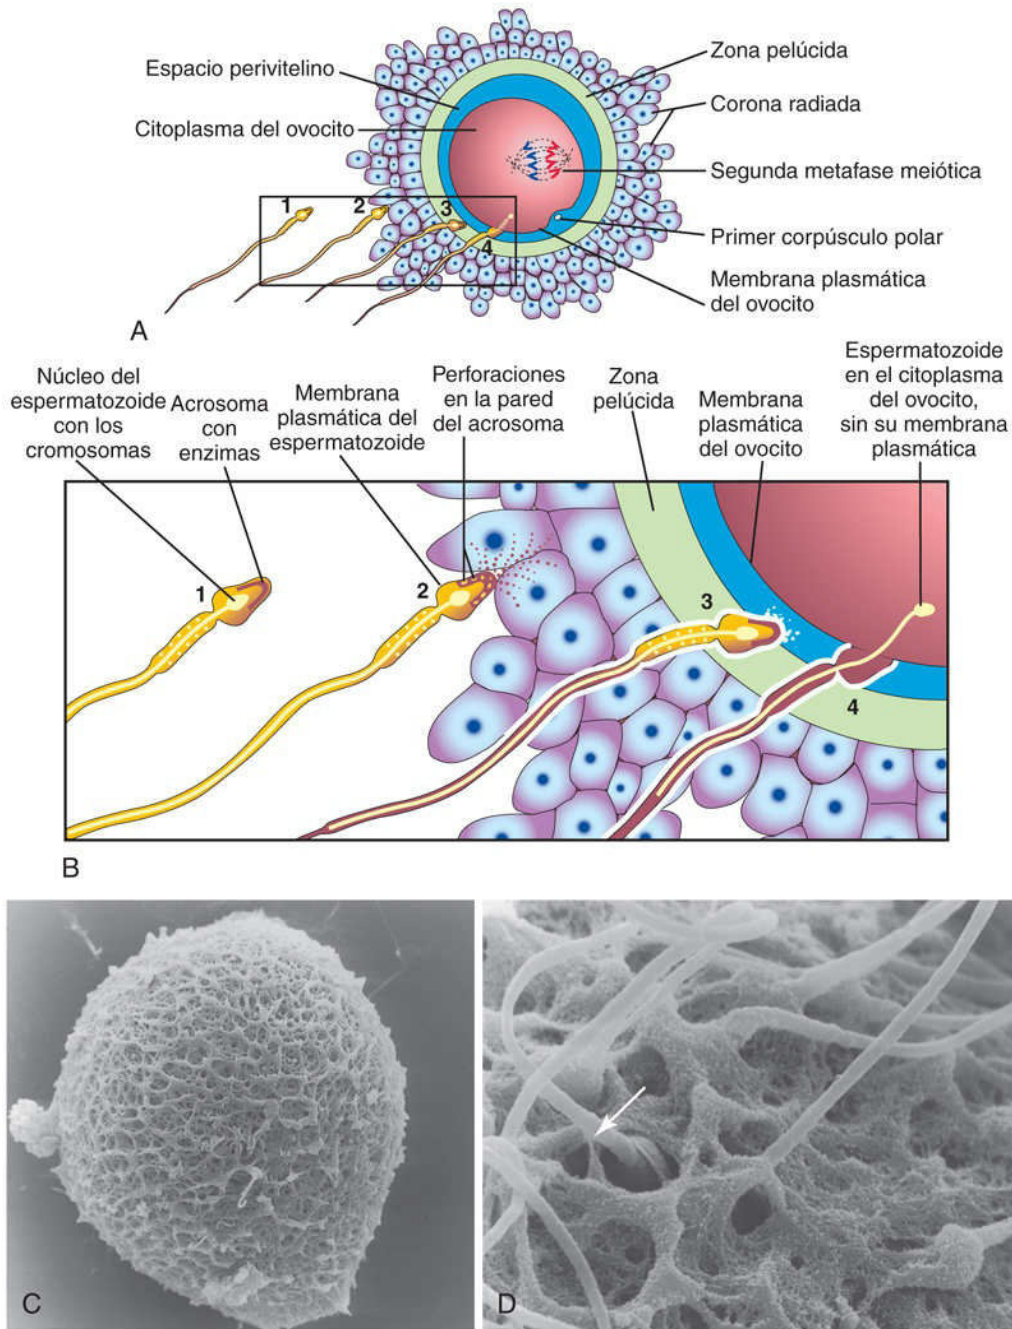 Espacio perivitelino
Citoplasma del ovocito
Zona pelúcida
Corona radiada
Segunda metafase meiótica
Primer corpúsculo polar
Membrana plasmática
del ovocito
1
2
3
4
A
Núcleo del
espermatozoide
con los
cromosomas
Acrosoma
con
enzimas
Membrana
plasmática del
espermatozoide
Perforaciones
en la pared
del acrosoma
Zona
pelúcida
Membrana
plasmática
del ovocito
Espermatozoide
en el citoplasma
del ovocito,
sin su membrana
plasmática
1
2
3
4
B
C
D